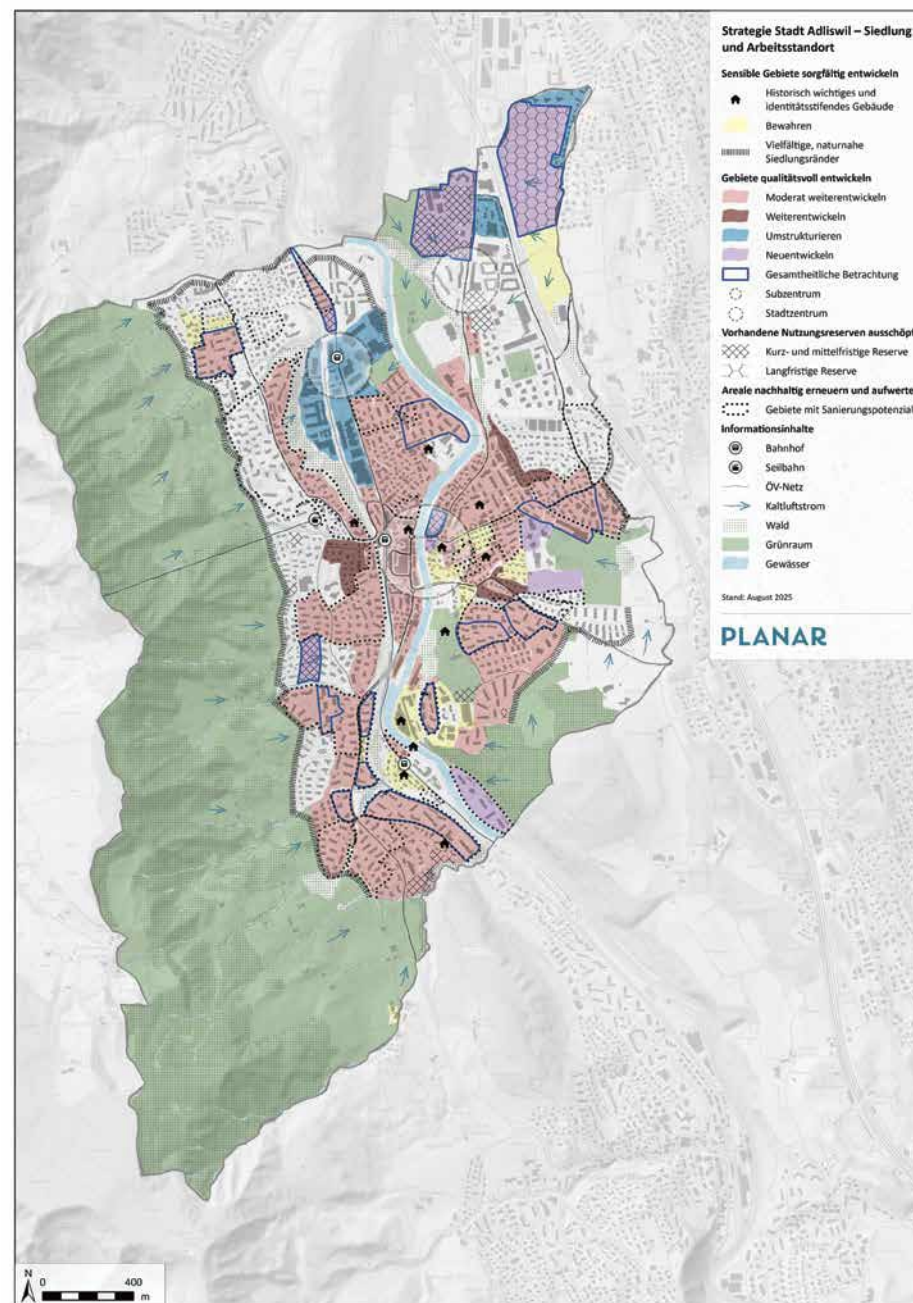 Strategie Stadt Adliswil – Siedlung
und Arbeitsstandort
Sensible Gebiete sorgfältig entwickeln
Historisch wichtiges und
identitätsstifendes Gebäude
Bewahren
Vielfältige, naturnahe
Siedlungsränder
Gebiete qualitätsvoll entwickeln
Moderat weiterentwickeln
Weiterentwickeln
Umstrukturieren
Neuentwickeln
Gesamtheitliche Betrachtung
Subzentrum
Stadtzentrum
Vorhandene Nutzungsreserven ausschöpf
Kurz- und mittelfristige Reserve
Langfristige Reserve
Areale nachhaltig erneuern und aufwerte
Gebiete mit Sanierungspotenzial
Informationsinhalte
Bahnhof
Seilbahn
ÖV-Netz
Kaltluftstrom
Wald
Grünraum
Gewässer
Stand: August 2025
PLANAR
N
0 400
m